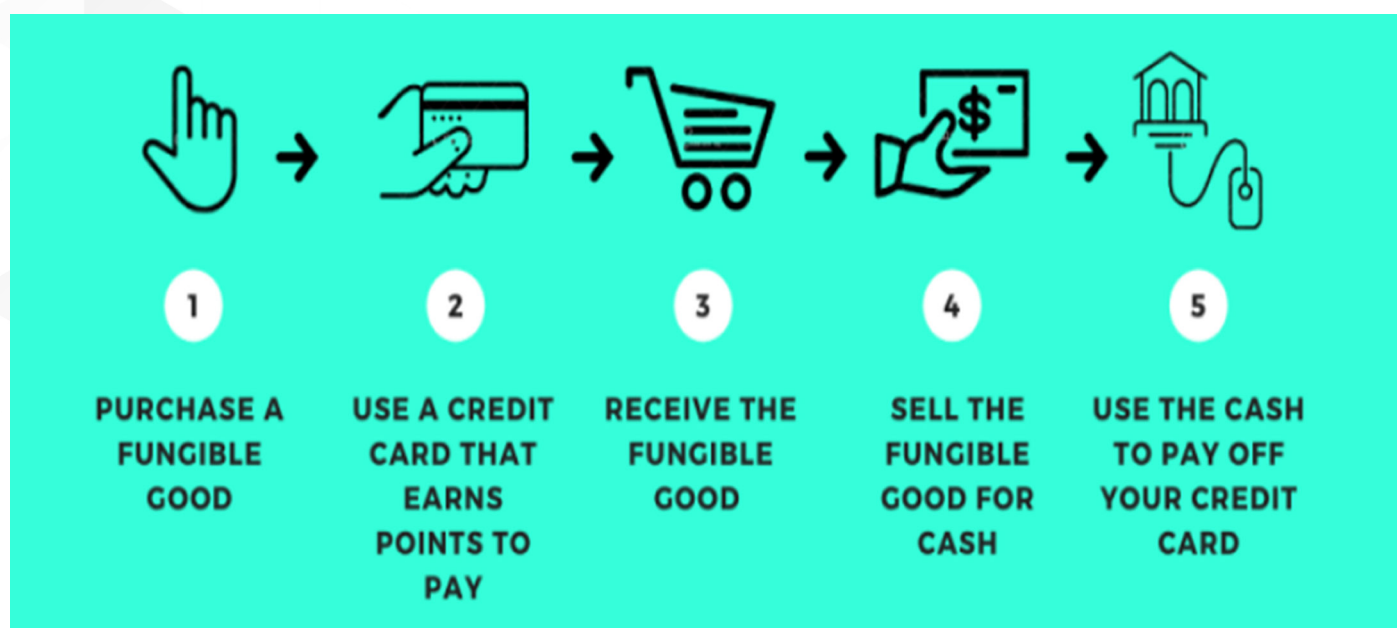 $
1
2
3
4
5
PURCHASE A
FUNGIBLE
GOOD
USE A CREDIT
CARD THAT
EARNS
POINTS TO
PAY
RECEIVE THE
FUNGIBLE
GOOD
SELL THE
FUNGIBLE
GOOD FOR
CASH
USE THE CASH
TO PAY OFF
YOUR CREDIT
CARD